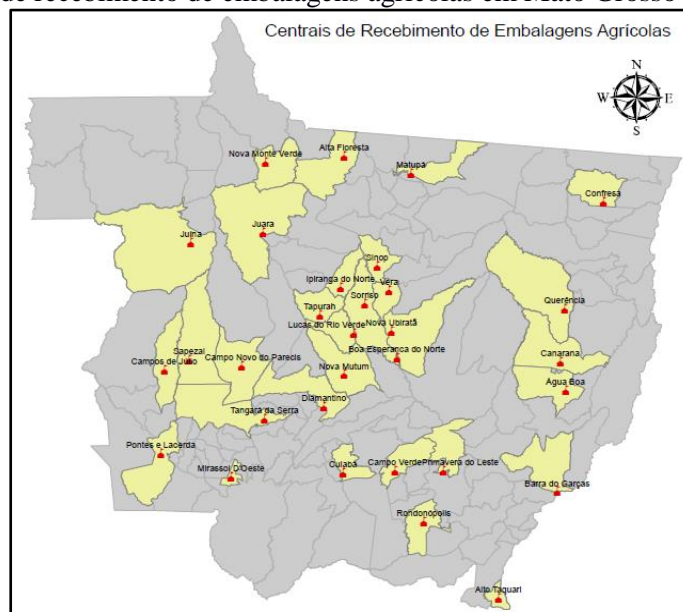 de recebimento de embalagens agrícolas em Mato Grosso
Centrais de Recebimento de Embalagens Agrícolas
N
W E
S
Nova Monte Verde
Alta Floresta
Matupá
Confresa
Juara
Juina
Sinop
Ipiranga do Norte
Vera
Sorriso
Tapurah
Querência
Lucas do Rio Verde
Nova Ubiratã
Boa Esperança do Norte
Sapezal
Campo Novo do Parecis
Campos de Júlio
Canarana
Nova Mutum
Água Boa
Diamantino
Tangará da Serra
Pontes e Lacerda
Mirassol D'Oeste
Cuiabá
Campo Verde
Primavera do Leste
Barra do Garças
Rondonópolis
Alto Taquari